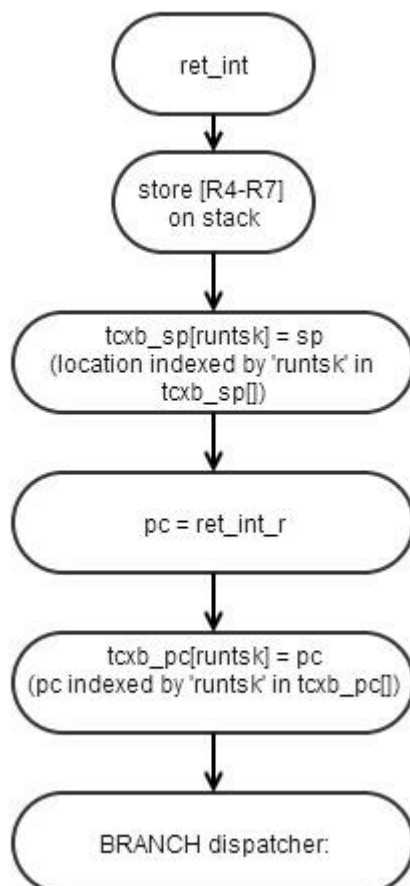 ret_int
store [R4-R7]
on stack
tcxb_sp[runtsk] = sp
(location indexed by 'runtsk' in
tcxb_sp[])
pc = ret_int_r
tcxb_pc[runtsk] = pc
(pc indexed by 'runtsk' in tcxb_pc[])
BRANCH dispatcher: